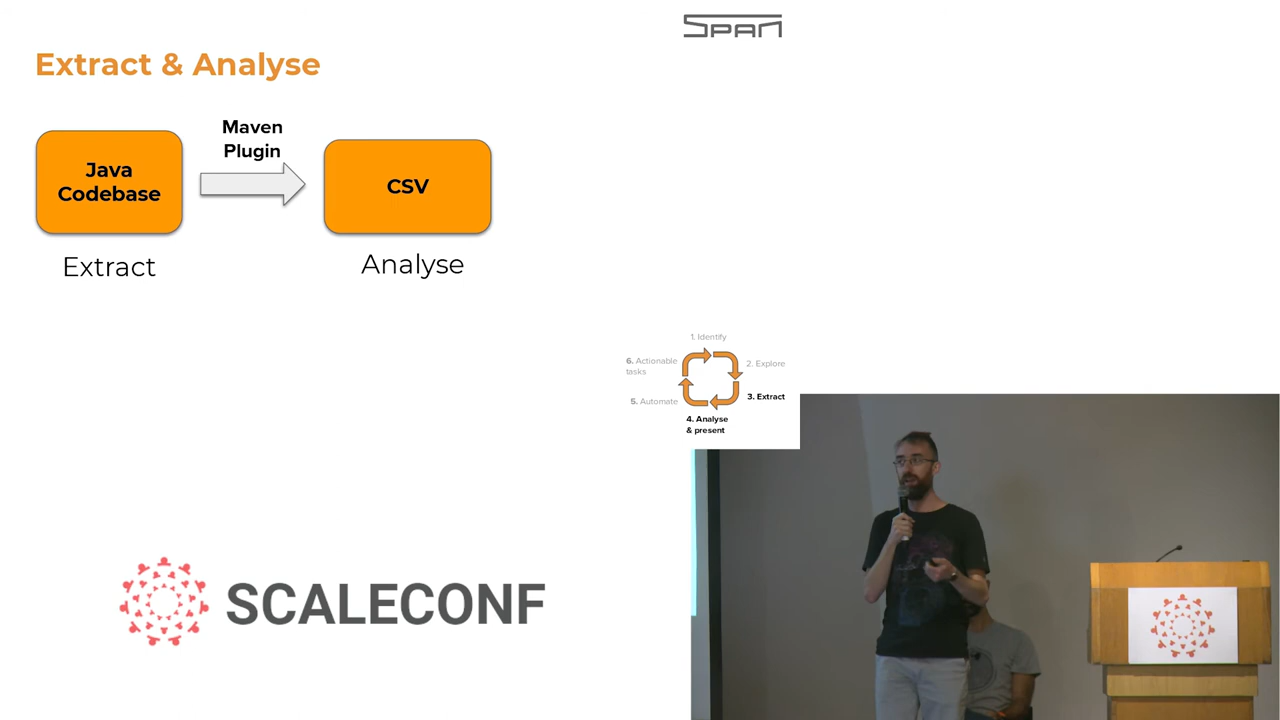 SPAN
Extract & Analyse
Maven
Plugin
Java
Codebase
CSV
Extract
Analyse
1. Identify
6. Actionable
tasks
2. Explore
5. Automate
3. Extract
4. Analyse
& present
SCALECONF